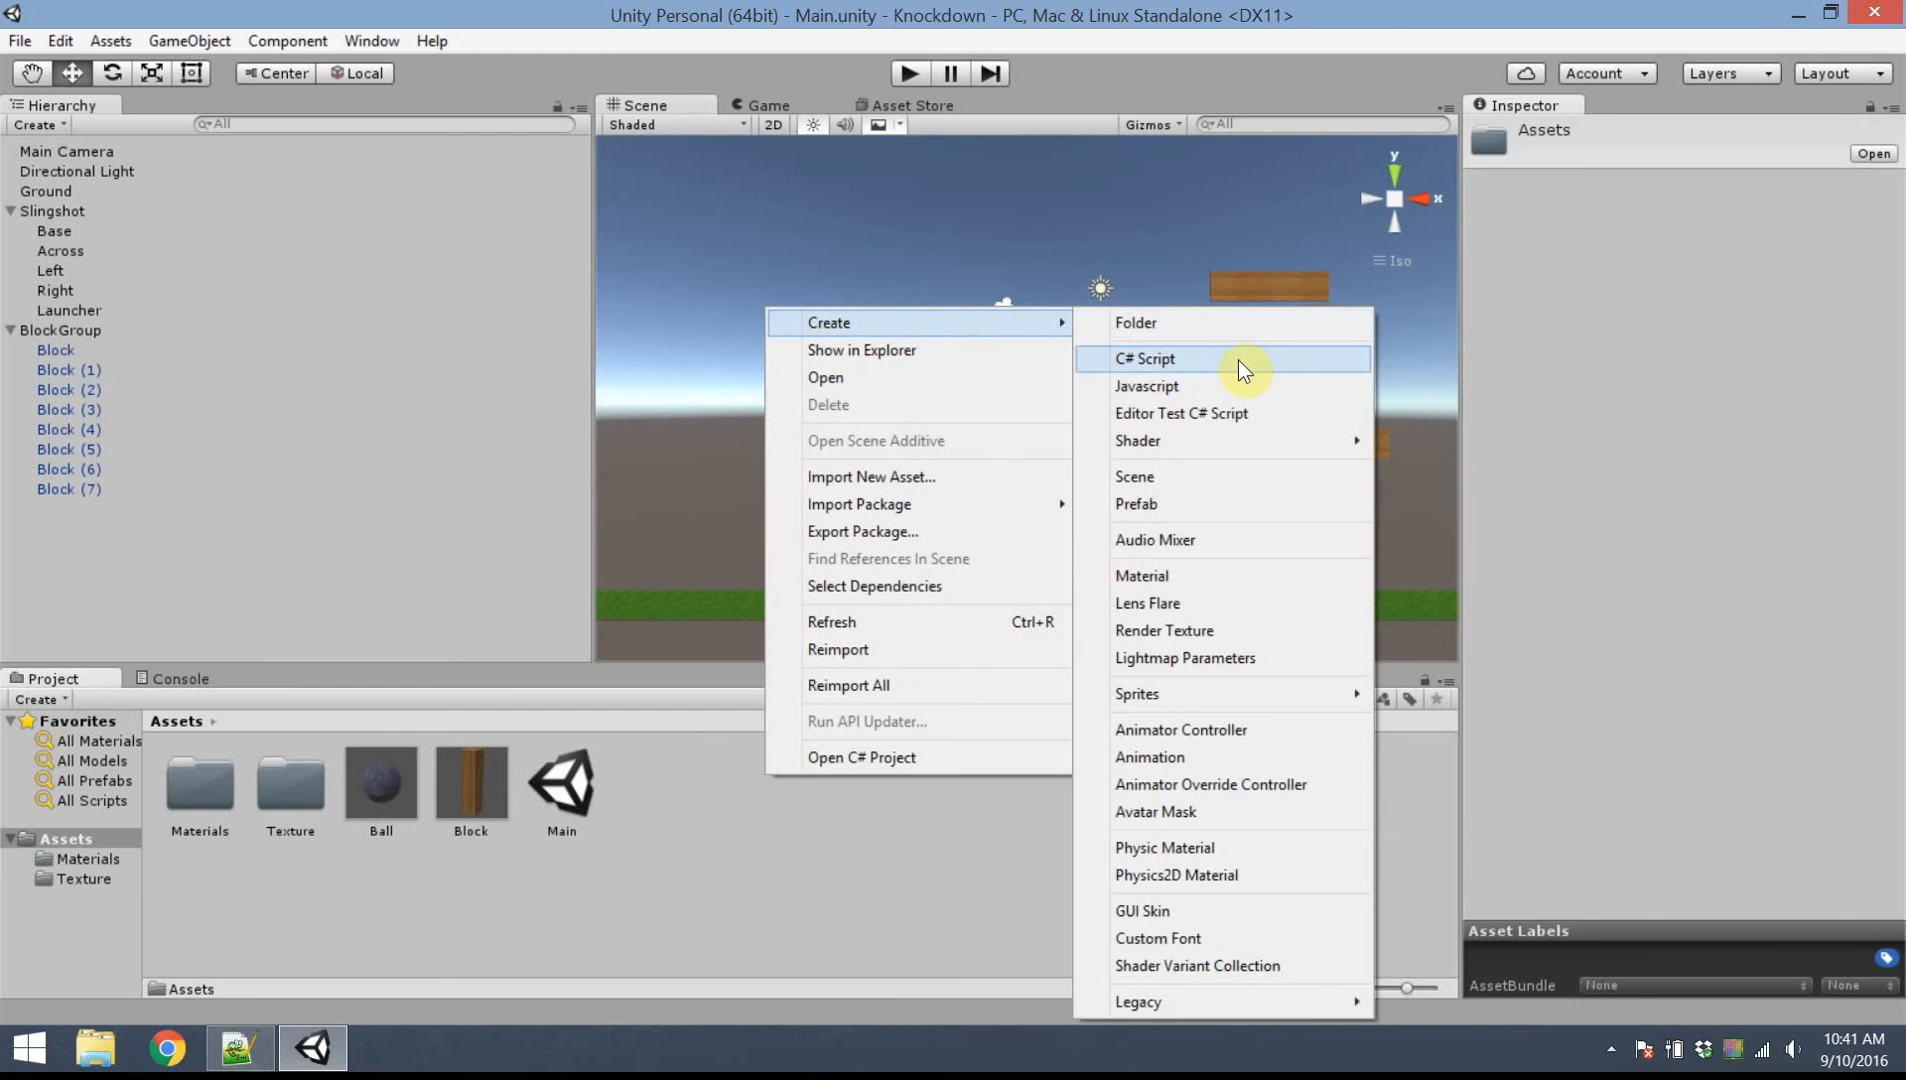 Unity Personal (64bit) - Main.unity - Knockdown - PC, Mac & Linux Standalone <DX11>
File Edit Assets GameObject Component Window Help
Center Local Account Layers Layout
Hierarchy
Create All
Main Camera
Directional Light
Ground
Slingshot
Base
Across
Left
Right
Launcher
BlockGroup
Block
Block (1)
Block (2)
Block (3)
Block (4)
Block (5)
Block (6)
Block (7)
Scene Game Asset Store
Shaded 2D Gizmos All
y
x
Iso
Inspector
Assets
Open
Create
Show in Explorer
Open
Delete
Open Scene Additive
Import New Asset...
Import Package
Export Package...
Find References In Scene
Select Dependencies
Refresh Ctrl+R
Reimport
Reimport All
Run API Updater...
Open C# Project
Folder
C# Script
Javascript
Editor Test C# Script
Shader
Scene
Prefab
Audio Mixer
Material
Lens Flare
Render Texture
Lightmap Parameters
Sprites
Animator Controller
Animation
Animator Override Controller
Avatar Mask
Physic Material
Physics2D Material
GUI Skin
Custom Font
Shader Variant Collection
Legacy
Project Console
Create
Favorites
All Materials
All Models
All Prefabs
All Scripts
Assets
Materials
Texture
Assets
Materials Texture Ball Block Main
Assets
Asset Labels
AssetBundle None None
10:41 AM
9/10/2016